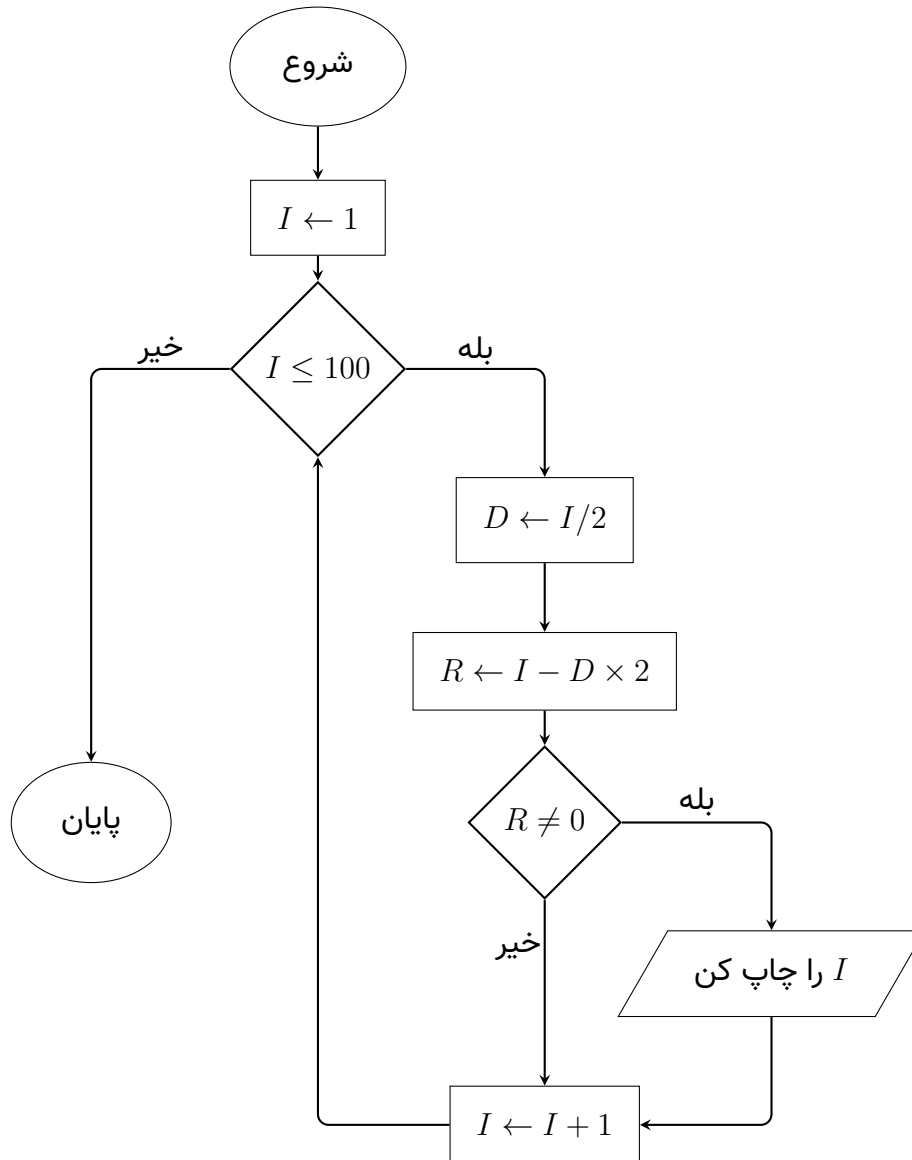 شروع
I ← 1
I ≤ 100
خیر
بله
D ← I/2
R ← I − D × 2
R ≠ 0
بله
خیر
I را چاپ کن
I ← I + 1
پایان